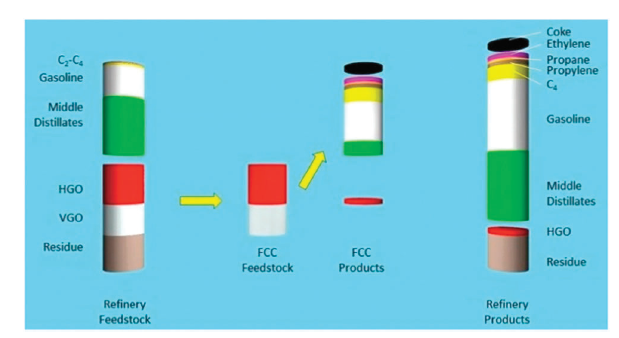 C₂-C₄
Gasoline
Middle
Distillates
HGO
VGO
Residue
Refinery
Feedstock
FCC
Feedstock
FCC
Products
Coke
Ethylene
Propane
Propylene
C₄
Gasoline
Middle
Distillates
HGO
Residue
Refinery
Products